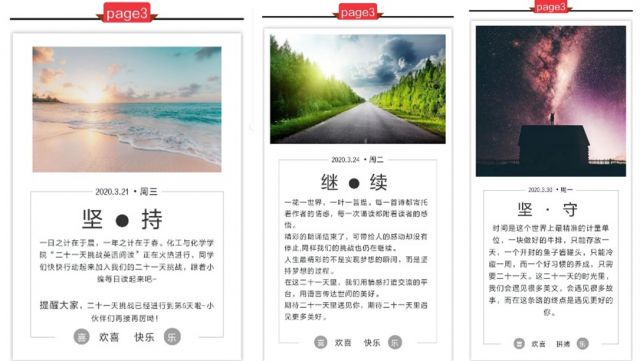 page3
2020.3.21 • 周三
坚 ● 持
一日之计在于晨，一年之计在于春。化工与化学学
院“二十一天挑战英语阅读”正在火热进行，同学
们快快行动起来加入我们的二十一天挑战，跟着小
编每日读起来吧~
提醒大家，二十一天挑战已经进行到第5天啦~小
伙伴们再接再厉呦！
喜 欢喜 快乐 乐
page3
2020.3.24 • 周二
继 ● 续
一花一世界，一叶一菩提。每一首诗都寄托
着作者的情感，每一次诵读都附着读者的感
悟。
精彩的朗诵结束了，可带给人的感动却没有
停止,同样我们的挑战也仍在继续。
人生最精彩的不是实现梦想的瞬间，而是坚
持梦想的过程。
在这二十一天里，我们用情感打造交流的平
台，用语言传达世间的美好。
期待二十一天里遇见你，期待二十一天里遇
见更多美好。
喜 欢喜 快乐 乐
page3
2020.3.30 • 周一
坚 · 守
时间是这个世界上最精准的计量单
位，一块做好的牛排，只能存放一
天，一个开封的鱼子酱罐头，只能冷
藏一周，而一个好习惯的养成，只需
要二十一天。这二十一天的时光里，
我们会遇见很多美文，会遇见很多故
事，而在这条路的终点是遇见更好的
你。
喜 欢喜 拼搏 乐